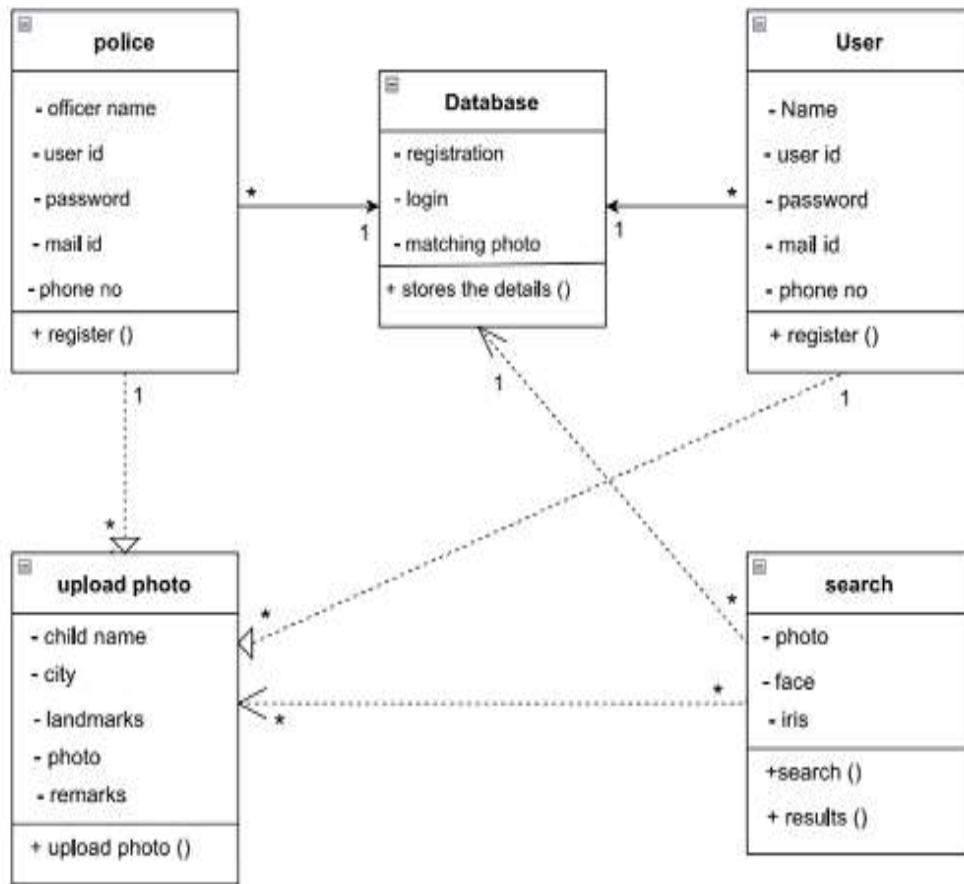 police
- officer name
- user id
- password
- mail id
- phone no
+ register ()
Database
- registration
- login
- matching photo
+ stores the details ()
User
- Name
- user id
- password
- mail id
- phone no
+ register ()
*
1
1
*
1
*
1
*
1
*
*
*
upload photo
- child name
- city
- landmarks
- photo
- remarks
+ upload photo ()
search
- photo
- face
- iris
+search ()
+ results ()